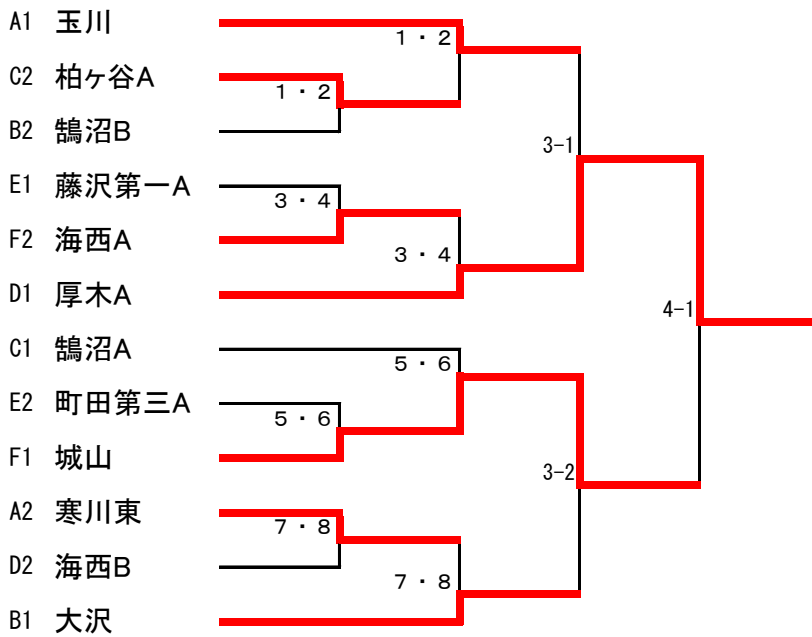 A1 玉川
1・2
C2 柏ヶ谷A
1・2
B2 鵠沼B
3-1
E1 藤沢第一A
3・4
F2 海西A
3・4
D1 厚木A
4-1
C1 鵠沼A
5・6
E2 町田第三A
5・6
F1 城山
3-2
A2 寒川東
7・8
D2 海西B
7・8
B1 大沢